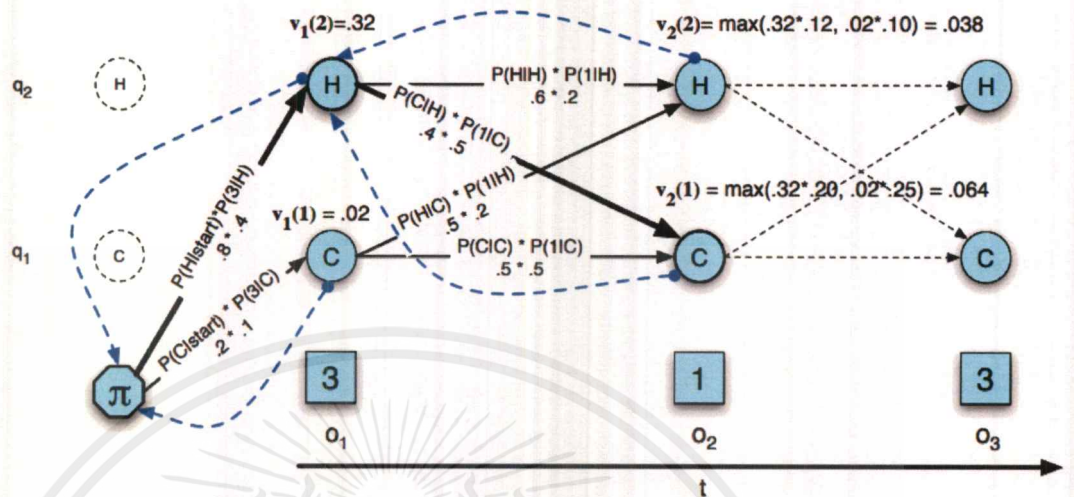 v₁(2)=.32
v₂(2)= max(.32*.12, .02*.10) = .038
q₂
H
H
P(H|H) * P(1|H)
.6 * .2
H
H
P(C|H) * P(1|C)
.4 * .5
P(H|start)*P(3|H)
.8 * .4
v₁(1) = .02
P(H|C) * P(1|H)
.5 * .2
v₂(1) = max(.32*.20, .02*.25) = .064
q₁
C
C
P(C|C) * P(1|C)
.5 * .5
C
C
P(C|start) * P(3|C)
.2 * .1
π
3
1
3
o₁
o₂
o₃
t